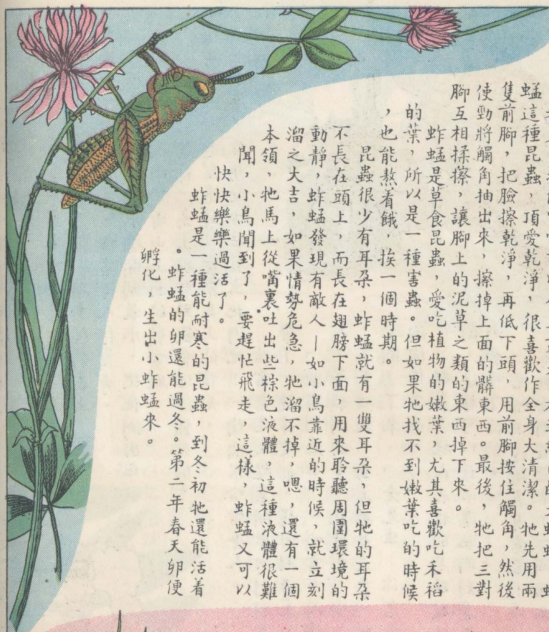 蜢這種昆蟲，頂愛乾淨，很喜歡作全身大清潔。牠先用兩
隻前腳，把臉擦乾淨，再低下頭，用前腳按住觸角，然後
使勁將觸角抽出來，擦掉上面的髒東西。最後，牠把三對
腳互相揉擦，讓腳上的泥草之類的東西掉下來。
蚱蜢是草食昆蟲，愛吃植物的嫩葉，尤其喜歡吃禾稻
的葉，所以是一種害蟲。但如果牠找不到嫩葉吃的時候
，也能熬着餓，挨一個時期。
昆蟲很少有耳朵，蚱蜢就有一雙耳朵，但牠的耳朵
不長在頭上，而長在翅膀下面，用來聆聽周圍環境的
動靜，蚱蜢發現有敵人—如小鳥靠近的時候，就立刻
溜之大吉，如果情勢危急，牠溜不掉，嗯，還有一個
本領，牠馬上從嘴裏吐出些棕色液體，這種液體很難
聞，小鳥聞到了，要趕忙飛走，這樣，蚱蜢又可以
快快樂樂過活了。
蚱蜢是一種能耐寒的昆蟲，到冬初牠還能活着
。蚱蜢的卵還能過冬。第二年春天卵便
孵化，生出小蚱蜢來。